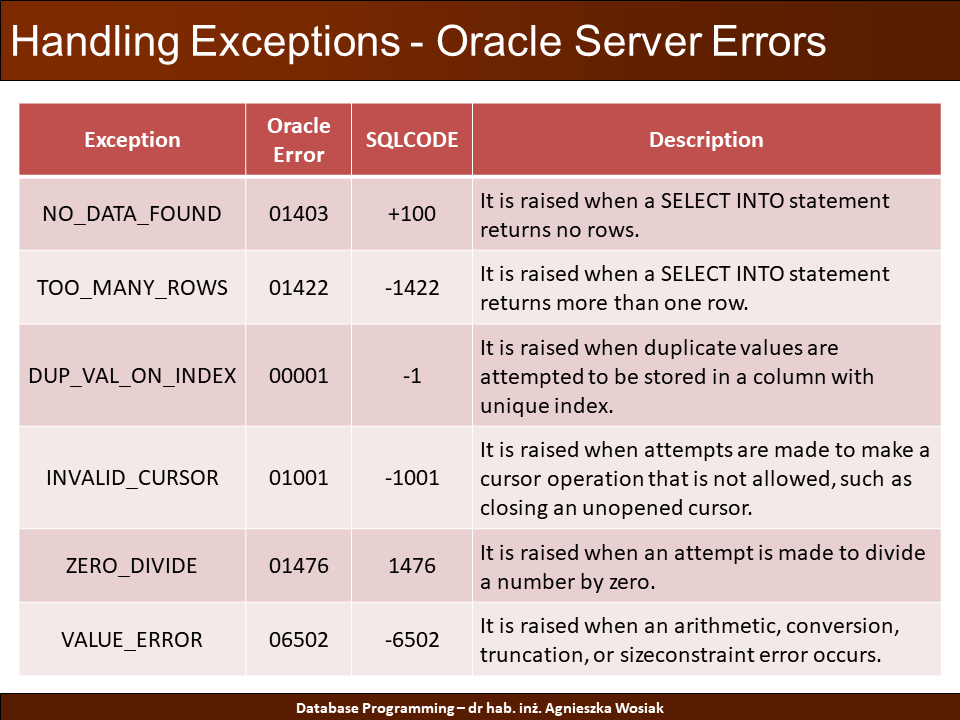 Handling Exceptions - Oracle Server Errors
Exception
Oracle
Error
SQLCODE
Description
NO_DATA_FOUND
01403
+100
It is raised when a SELECT INTO statement
returns no rows.
TOO_MANY_ROWS
01422
-1422
It is raised when a SELECT INTO statement
returns more than one row.
DUP_VAL_ON_INDEX
00001
-1
It is raised when duplicate values are
attempted to be stored in a column with
unique index.
INVALID_CURSOR
01001
-1001
It is raised when attempts are made to make a
cursor operation that is not allowed, such as
closing an unopened cursor.
ZERO_DIVIDE
01476
1476
It is raised when an attempt is made to divide
a number by zero.
VALUE_ERROR
06502
-6502
It is raised when an arithmetic, conversion,
truncation, or sizeconstraint error occurs.
Database Programming – dr hab. inż. Agnieszka Wosiak